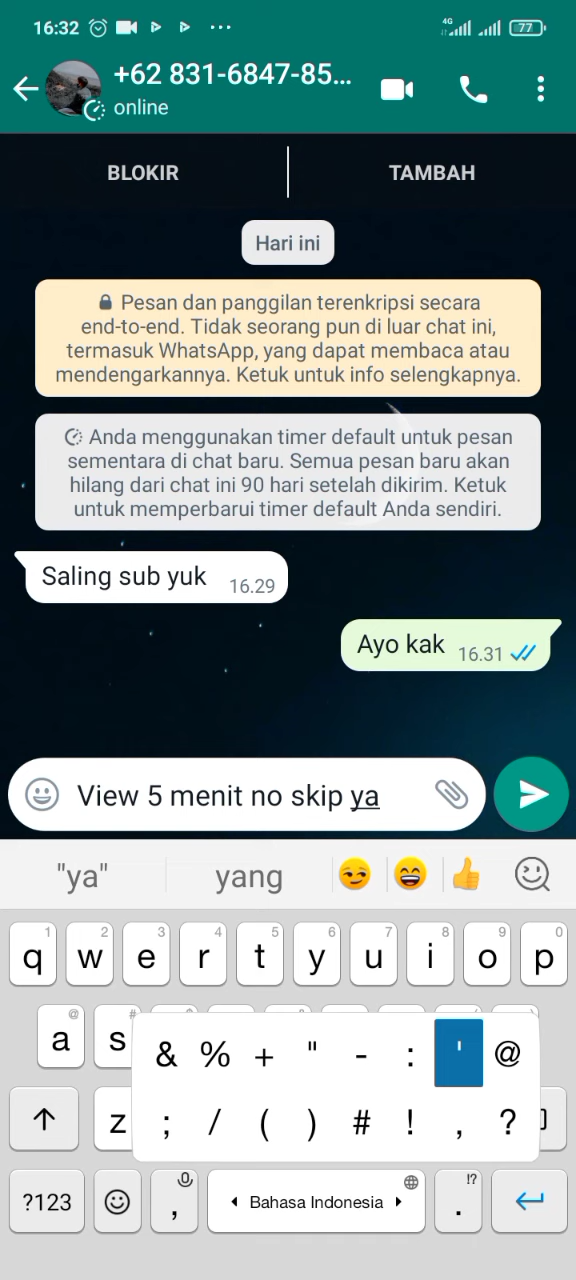 16:32 4G 77
+62 831-6847-85...
online
BLOKIR TAMBAH
Hari ini
Pesan dan panggilan terenkripsi secara
end-to-end. Tidak seorang pun di luar chat ini,
termasuk WhatsApp, yang dapat membaca atau
mendengarkannya. Ketuk untuk info selengkapnya.
Anda menggunakan timer default untuk pesan
sementara di chat baru. Semua pesan baru akan
hilang dari chat ini 90 hari setelah dikirim. Ketuk
untuk memperbarui timer default Anda sendiri.
Saling sub yuk 16.29
Ayo kak 16.31
View 5 menit no skip ya
"ya" yang
1 2 3 4 5 6 7 8 9 0
q w e r t y u i o p
@ #
a s
& % + " - : ' @
z ; / ( ) # ! , ?
?123 , Bahasa Indonesia . !?